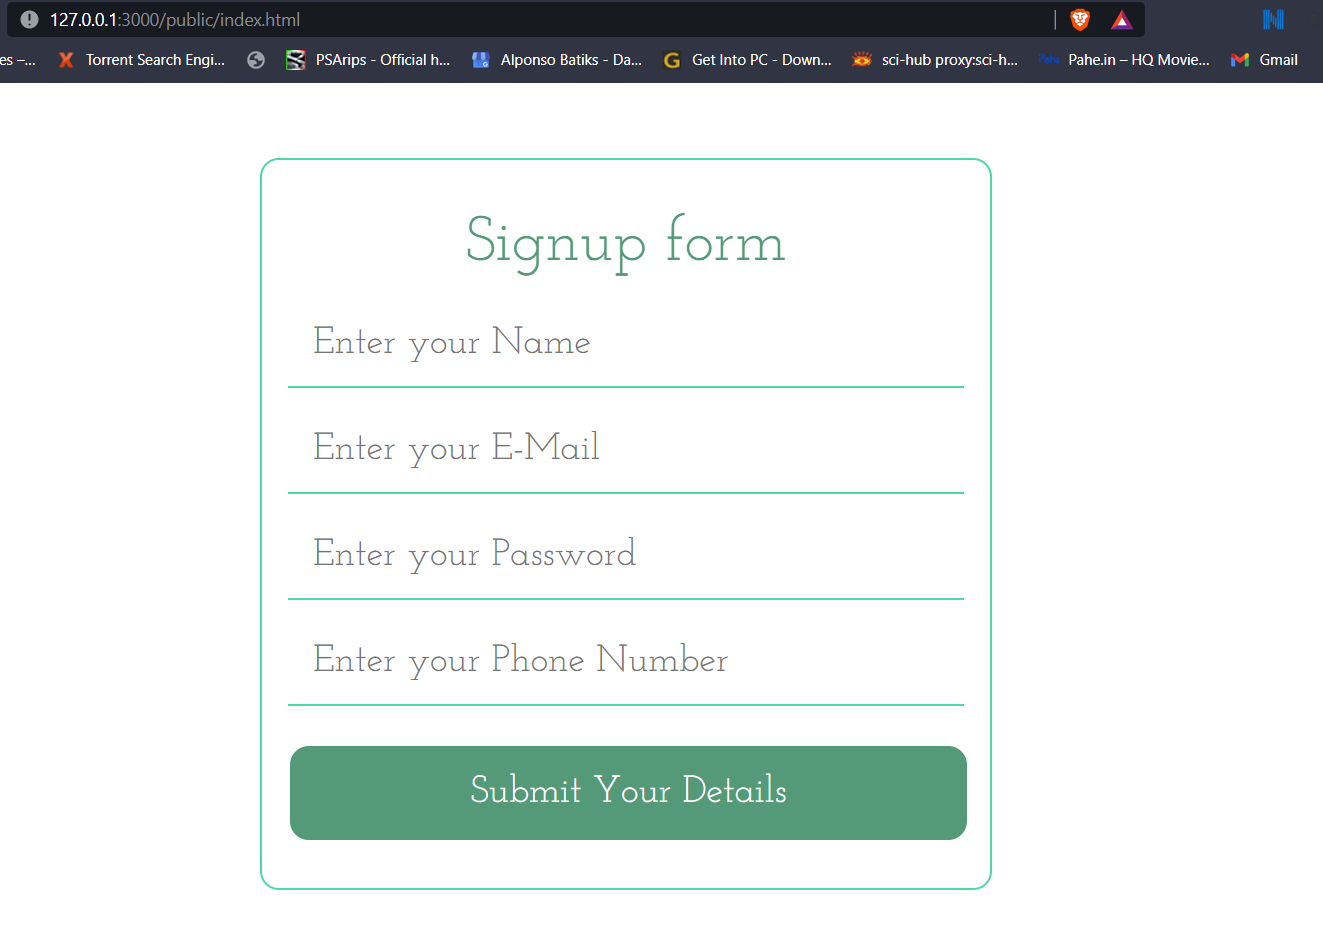 127.0.0.1:3000/public/index.html
es –... Torrent Search Engi... PSArips - Official h... Alponso Batiks - Da... Get Into PC - Down... sci-hub proxy:sci-h... Pahe.in – HQ Movie... Gmail
Signup form
Enter your Name
Enter your E-Mail
Enter your Password
Enter your Phone Number
Submit Your Details